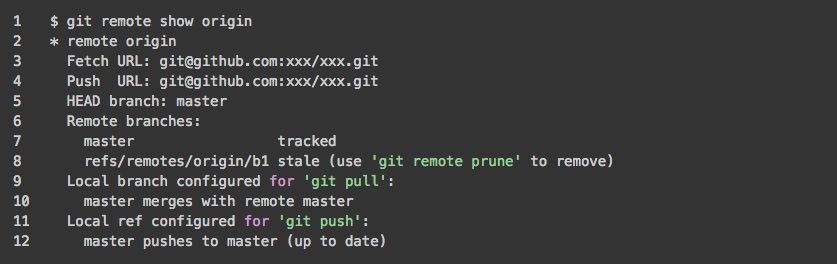 1 $ git remote show origin
2 * remote origin
3 Fetch URL: git@github.com:xxx/xxx.git
4 Push  URL: git@github.com:xxx/xxx.git
5 HEAD branch: master
6 Remote branches:
7 master                 tracked
8 refs/remotes/origin/b1 stale (use 'git remote prune' to remove)
9 Local branch configured for 'git pull':
10 master merges with remote master
11 Local ref configured for 'git push':
12 master pushes to master (up to date)